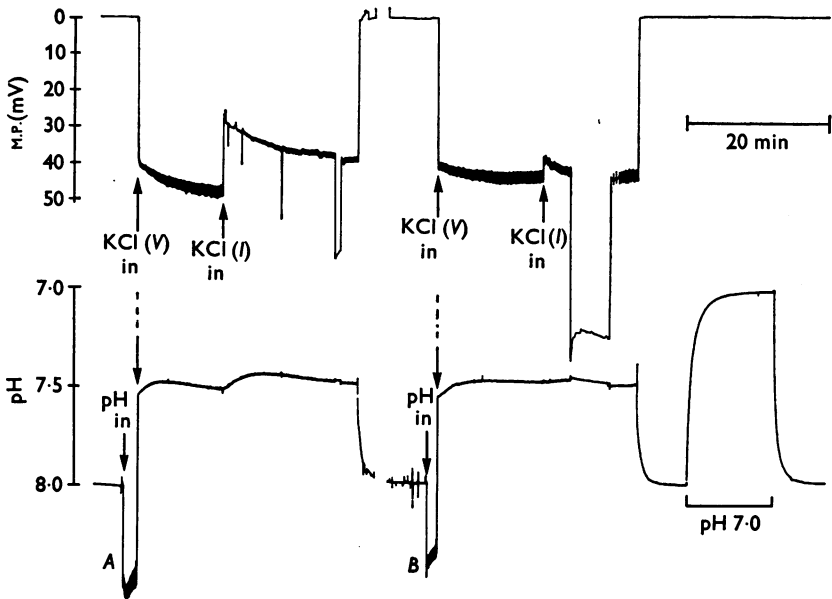 0
10
20
30
40
50
M.P.(mV)
KCl (V)
in
KCl (I)
in
KCl (V)
in
KCl (I)
in
20 min
7·0
7·5
8·0
pH
pH
in
pH
in
A
B
pH 7·0